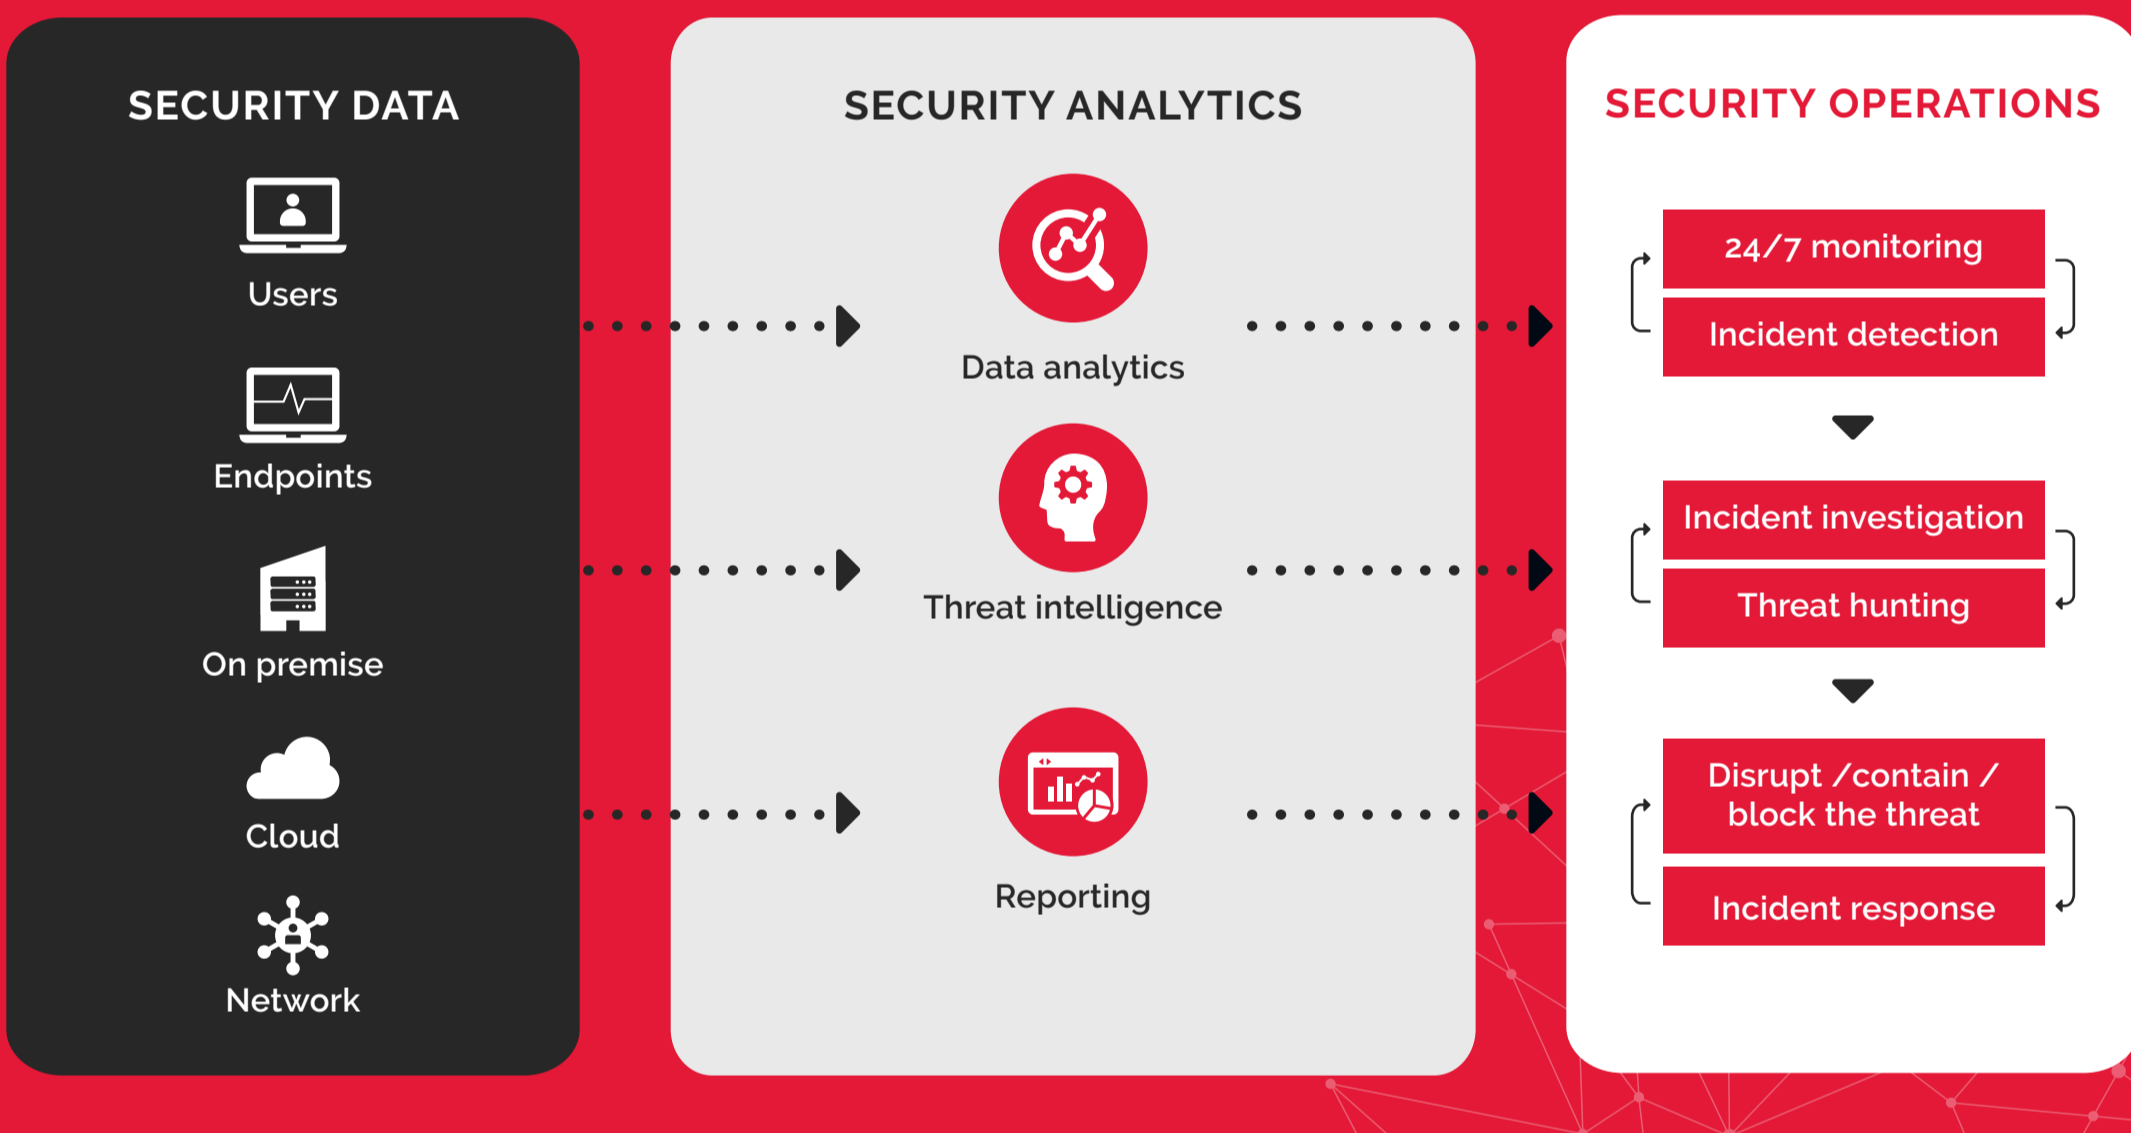 SECURITY DATA
Users
Endpoints
On premise
Cloud
Network
SECURITY ANALYTICS
Data analytics
Threat intelligence
Reporting
SECURITY OPERATIONS
24/7 monitoring
Incident detection
Incident investigation
Threat hunting
Disrupt /contain /
block the threat
Incident response